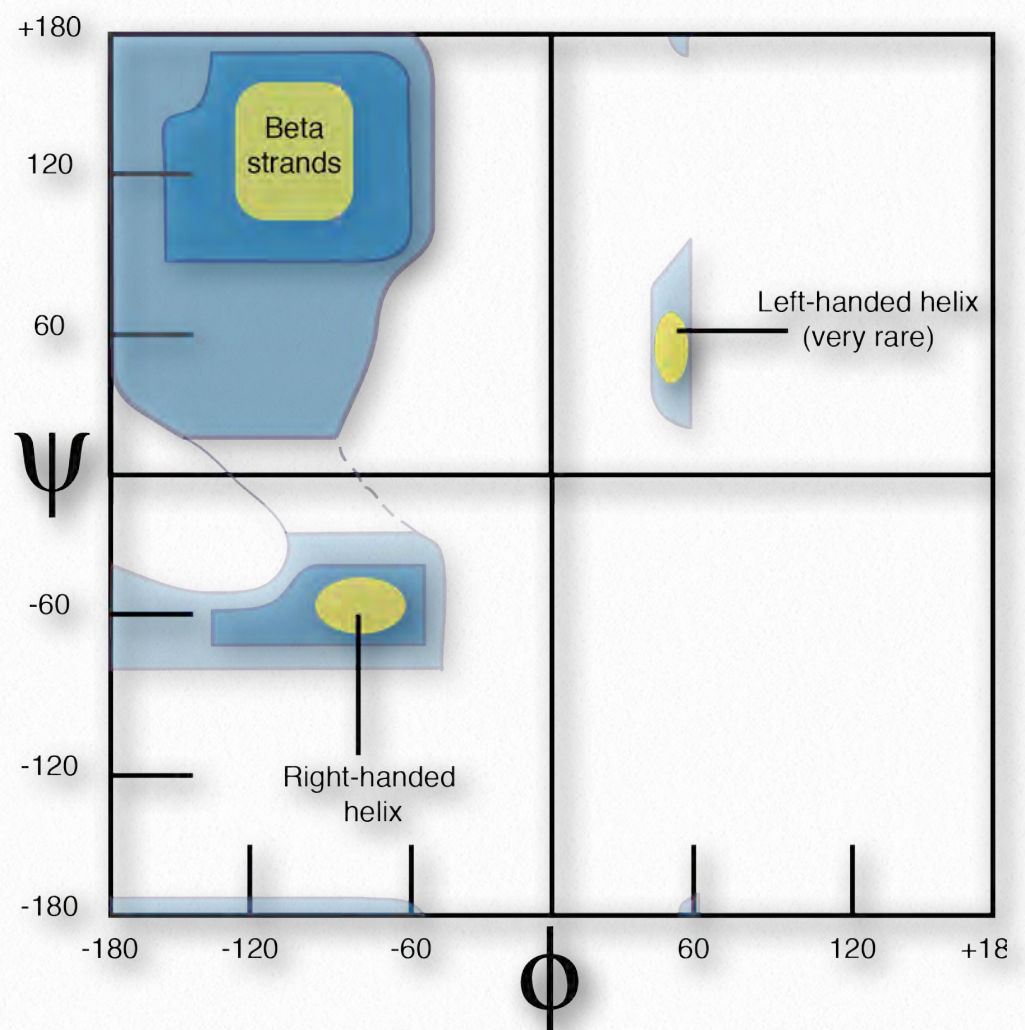 +180
Beta
strands
120
60
Left-handed helix
(very rare)
ψ
-60
-120
Right-handed
helix
-180
-180
-120
-60
60
120
+18
φ